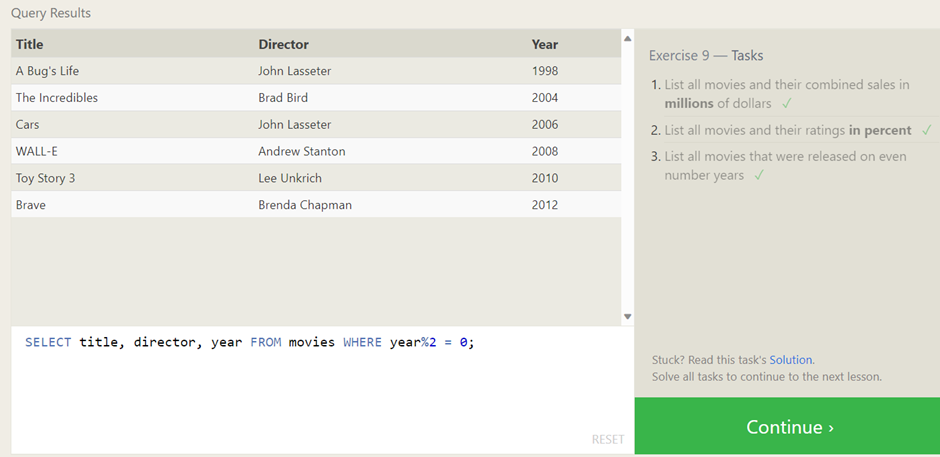 Query Results
Title Director Year
A Bug's Life John Lasseter 1998
The Incredibles Brad Bird 2004
Cars John Lasseter 2006
WALL-E Andrew Stanton 2008
Toy Story 3 Lee Unkrich 2010
Brave Brenda Chapman 2012
SELECT title, director, year FROM movies WHERE year%2 = 0;
RESET
Exercise 9 — Tasks
1. List all movies and their combined sales in
millions of dollars ✓
2. List all movies and their ratings in percent ✓
3. List all movies that were released on even
number years ✓
Stuck? Read this task's Solution.
Solve all tasks to continue to the next lesson.
Continue ›